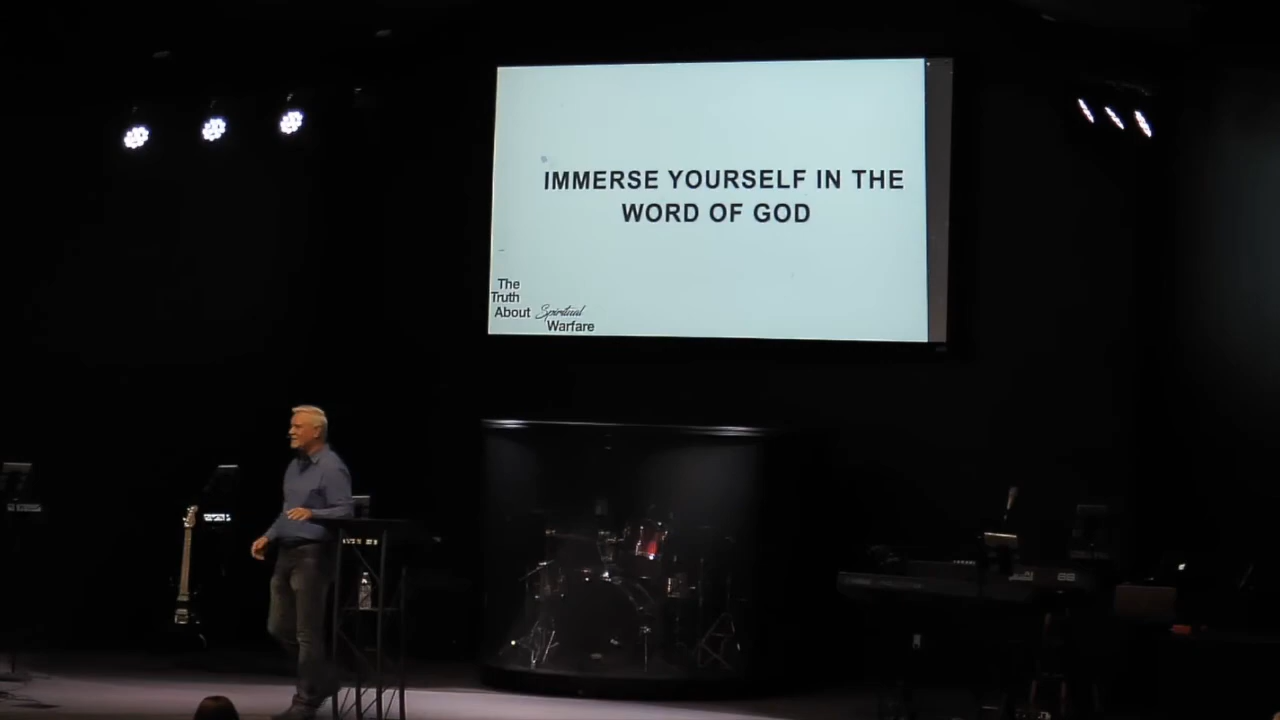 IMMERSE YOURSELF IN THE
WORD OF GOD
The
Truth
About Spiritual
Warfare